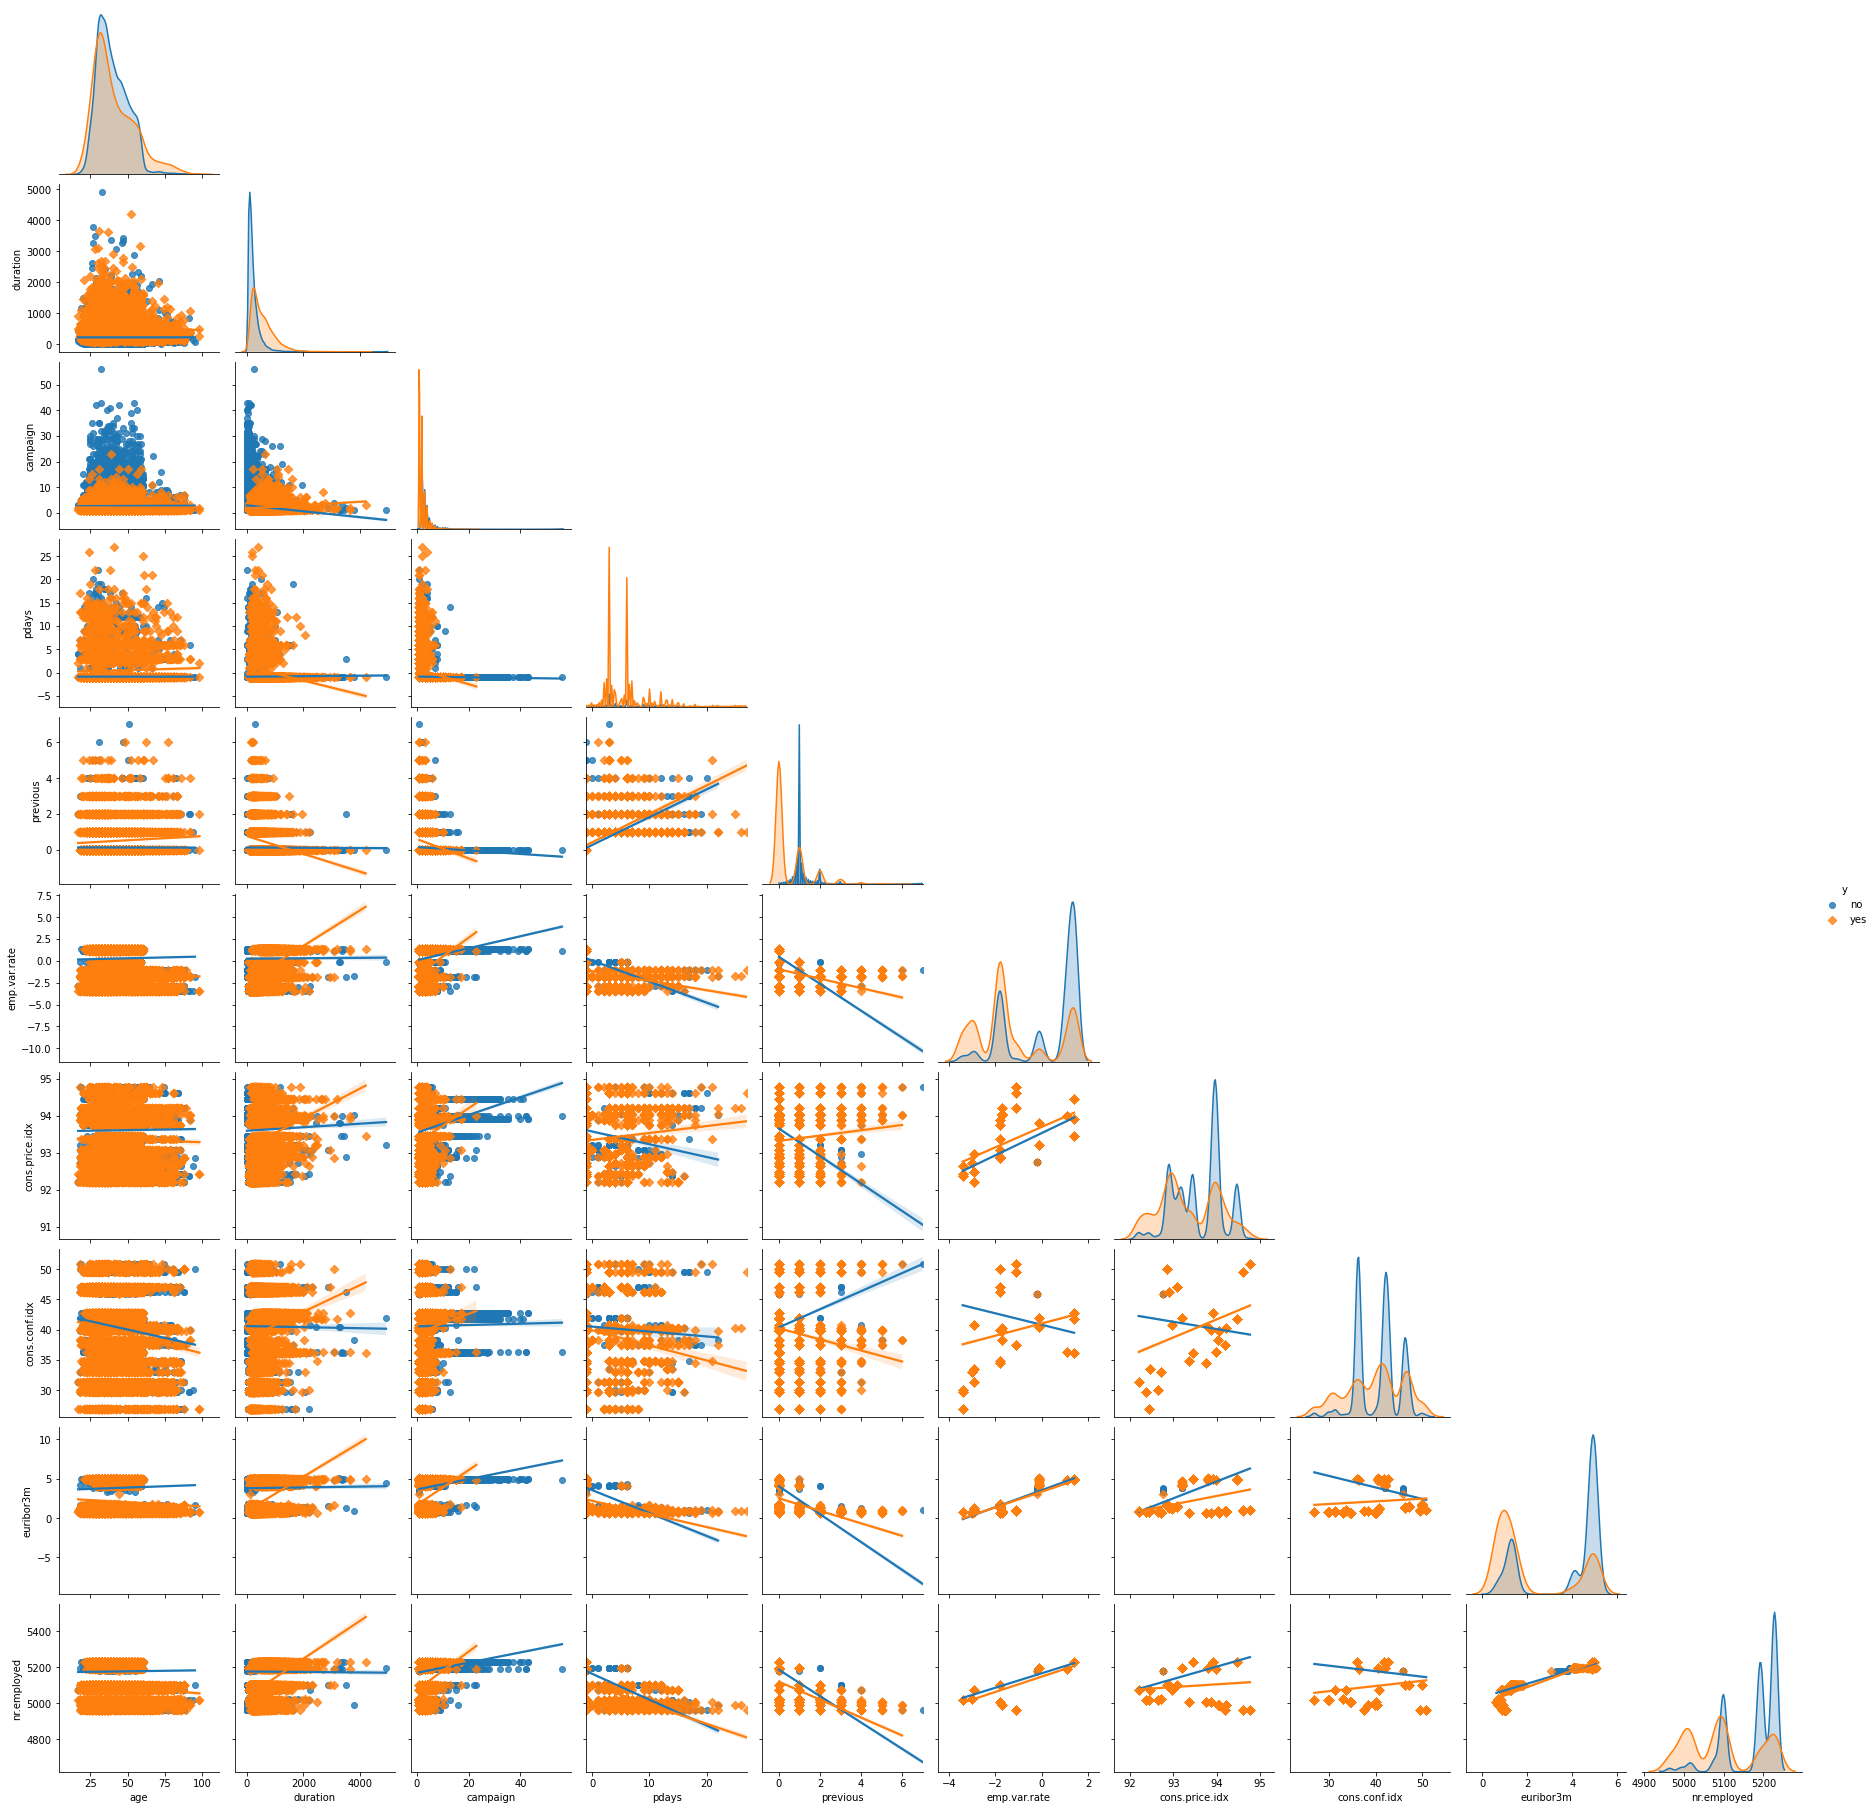 5000
4000
3000
2000
1000
0
duration
50
40
30
20
10
0
campaign
25
20
15
10
5
0
−5
pdays
6
4
2
0
previous
7.5
5.0
2.5
0.0
−2.5
−5.0
−7.5
−10.0
emp.var.rate
y
no
yes
95
94
93
92
91
cons.price.idx
50
45
40
35
30
cons.conf.idx
10
5
0
−5
euribor3m
5400
5200
5000
4800
nr.employed
25 50 75 100
0 2000 4000
0 20 40
0 10 20
0 2 4 6
−4 −2 0 2
92 93 94 95
30 40 50
0 2 4 6
4900 5000 5100 5200
age duration campaign pdays previous emp.var.rate cons.price.idx cons.conf.idx euribor3m nr.employed